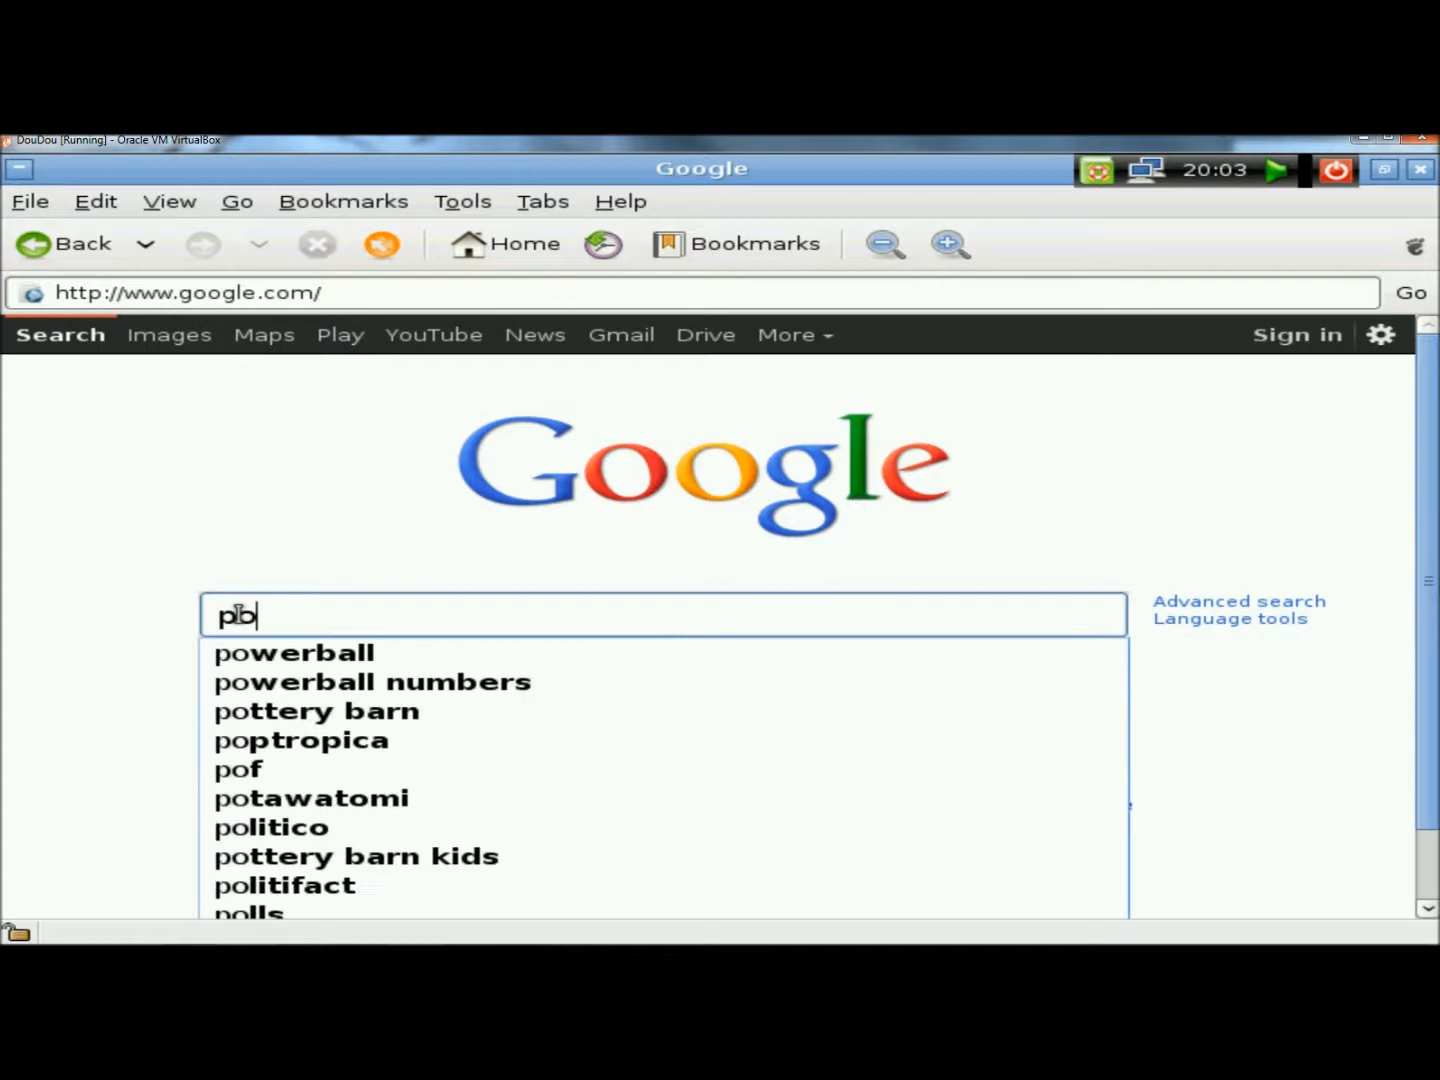 DouDou [Running] - Oracle VM VirtualBox
Google
20:03
File Edit View Go Bookmarks Tools Tabs Help
Back Home Bookmarks
http://www.google.com/ Go
Search Images Maps Play YouTube News Gmail Drive More Sign in
Google
po
Advanced search
Language tools
powerball
powerball numbers
pottery barn
poptropica
pof
potawatomi
politico
pottery barn kids
politifact
polls